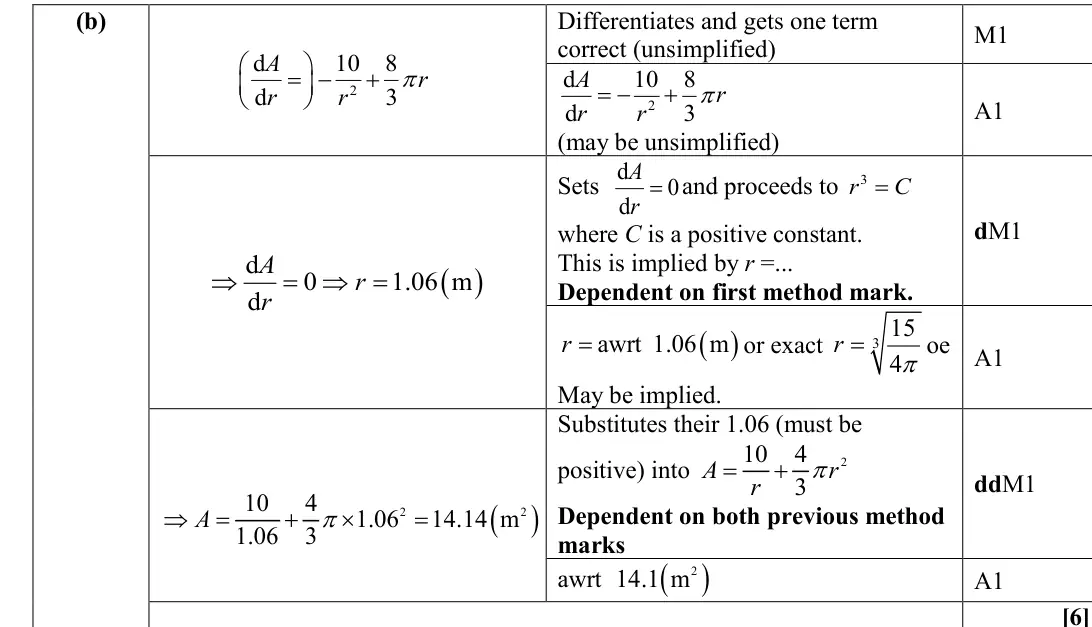 (b)
(dA/dr =) − 10/r² + 8/3 πr
Differentiates and gets one term
correct (unsimplified)
M1
dA/dr = − 10/r² + 8/3 πr
(may be unsimplified)
A1
⇒ dA/dr = 0 ⇒ r = 1.06 (m)
Sets dA/dr = 0 and proceeds to r³ = C
where C is a positive constant.
This is implied by r =...
Dependent on first method mark.
dM1
r = awrt 1.06 (m) or exact r = ∛(15/4π) oe
May be implied.
A1
⇒ A = 10/1.06 + 4/3 π × 1.06² = 14.14 (m²)
Substitutes their 1.06 (must be
positive) into A = 10/r + 4/3 πr²
Dependent on both previous method
marks
ddM1
awrt 14.1 (m²)
A1
[6]